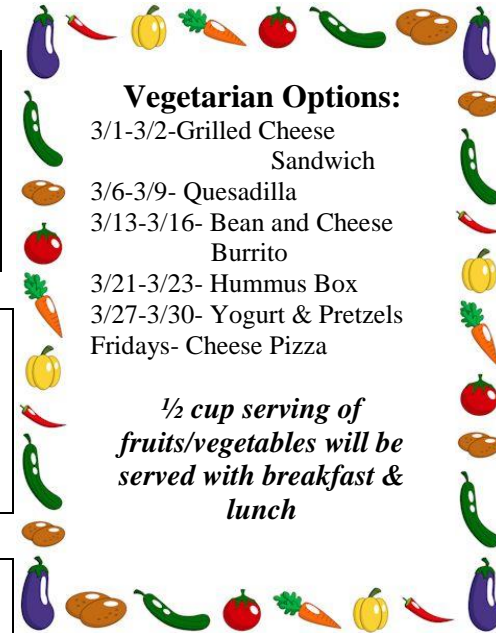 Vegetarian Options:
3/1-3/2-Grilled Cheese
Sandwich
3/6-3/9- Quesadilla
3/13-3/16- Bean and Cheese
Burrito
3/21-3/23- Hummus Box
3/27-3/30- Yogurt & Pretzels
Fridays- Cheese Pizza
½ cup serving of
fruits/vegetables will be
served with breakfast &
lunch